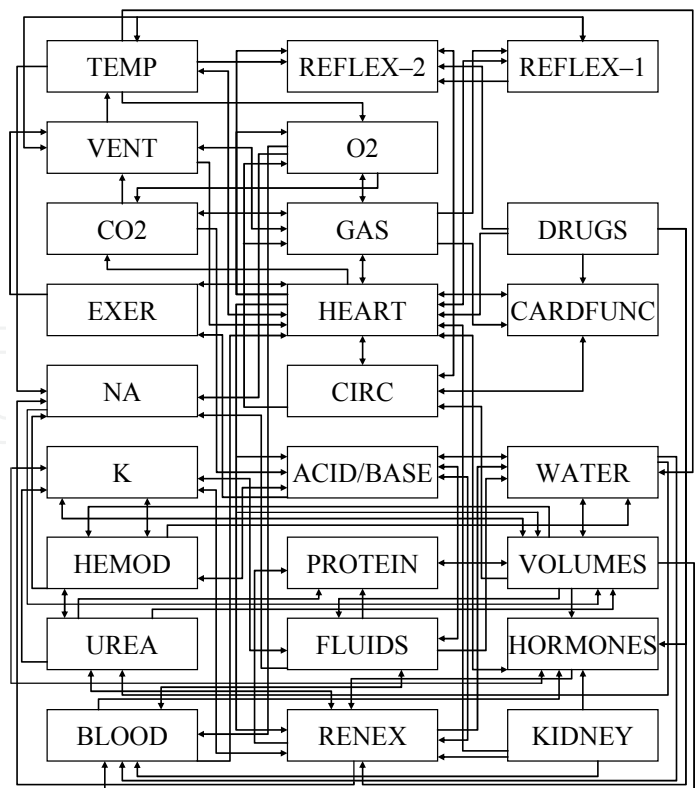 TEMP REFLEX–2 REFLEX–1
VENT O2
CO2 GAS DRUGS
EXER HEART CARDFUNC
NA CIRC
K ACID/BASE WATER
HEMOD PROTEIN VOLUMES
UREA FLUIDS HORMONES
BLOOD RENEX KIDNEY